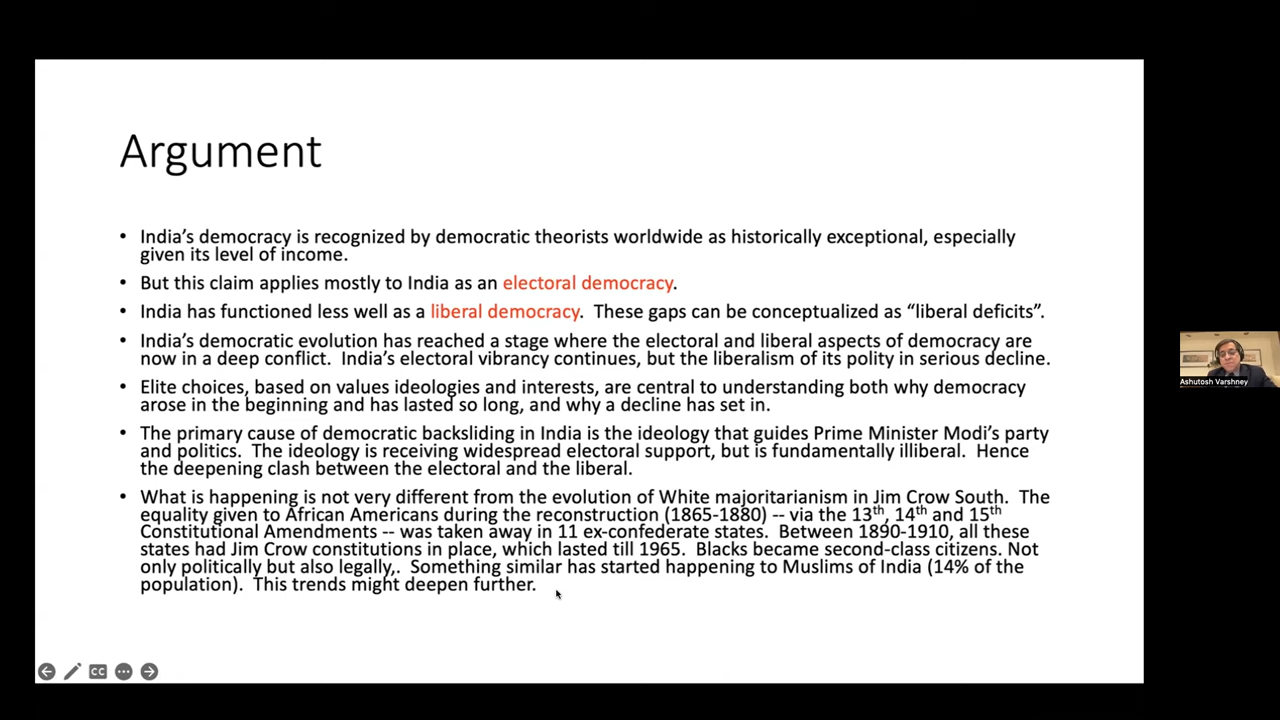 Argument
• India’s democracy is recognized by democratic theorists worldwide as historically exceptional, especially
given its level of income.
• But this claim applies mostly to India as an electoral democracy.
• India has functioned less well as a liberal democracy.  These gaps can be conceptualized as “liberal deficits”.
• India’s democratic evolution has reached a stage where the electoral and liberal aspects of democracy are
now in a deep conflict.  India’s electoral vibrancy continues, but the liberalism of its polity in serious decline.
• Elite choices, based on values ideologies and interests, are central to understanding both why democracy
arose in the beginning and has lasted so long, and why a decline has set in.
• The primary cause of democratic backsliding in India is the ideology that guides Prime Minister Modi’s party
and politics.  The ideology is receiving widespread electoral support, but is fundamentally illiberal.  Hence
the deepening clash between the electoral and the liberal.
• What is happening is not very different from the evolution of White majoritarianism in Jim Crow South.  The
equality given to African Americans during the reconstruction (1865-1880) -- via the 13th, 14th and 15th
Constitutional Amendments -- was taken away in 11 ex-confederate states.  Between 1890-1910, all these
states had Jim Crow constitutions in place, which lasted till 1965.  Blacks became second-class citizens. Not
only politically but also legally,.  Something similar has started happening to Muslims of India (14% of the
population).  This trends might deepen further.
CC
Ashutosh Varshney